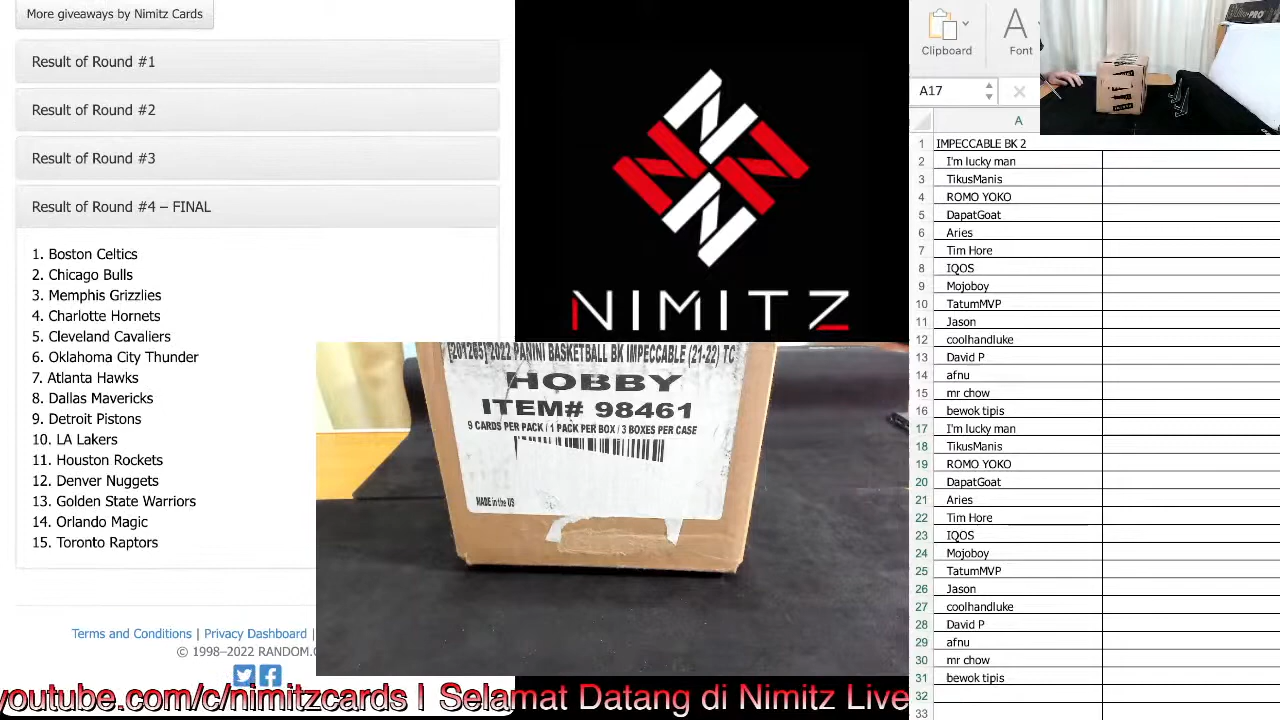 More giveaways by Nimitz Cards
Result of Round #1
Result of Round #2
Result of Round #3
Result of Round #4 – FINAL
1. Boston Celtics
2. Chicago Bulls
3. Memphis Grizzlies
4. Charlotte Hornets
5. Cleveland Cavaliers
6. Oklahoma City Thunder
7. Atlanta Hawks
8. Dallas Mavericks
9. Detroit Pistons
10. LA Lakers
11. Houston Rockets
12. Denver Nuggets
13. Golden State Warriors
14. Orlando Magic
15. Toronto Raptors
Terms and Conditions | Privacy Dashboard |
© 1998–2022 RANDOM.
NIMITZ
[201265] 2022 PANINI BASKETBALL BK IMPECCABLE (21-22) TC
HOBBY
ITEM# 98461
9 CARDS PER PACK / 1 PACK PER BOX / 3 BOXES PER CASE
MADE in the US
Clipboard
Font
A17
A
1 IMPECCABLE BK 2
2 I'm lucky man
3 TikusManis
4 ROMO YOKO
5 DapatGoat
6 Aries
7 Tim Hore
8 IQOS
9 Mojoboy
10 TatumMVP
11 Jason
12 coolhandluke
13 David P
14 afnu
15 mr chow
16 bewok tipis
17 I'm lucky man
18 TikusManis
19 ROMO YOKO
20 DapatGoat
21 Aries
22 Tim Hore
23 IQOS
24 Mojoboy
25 TatumMVP
26 Jason
27 coolhandluke
28 David P
29 afnu
30 mr chow
31 bewok tipis
32
33
youtube.com/c/nimitzcards | Selamat Datang di Nimitz Live